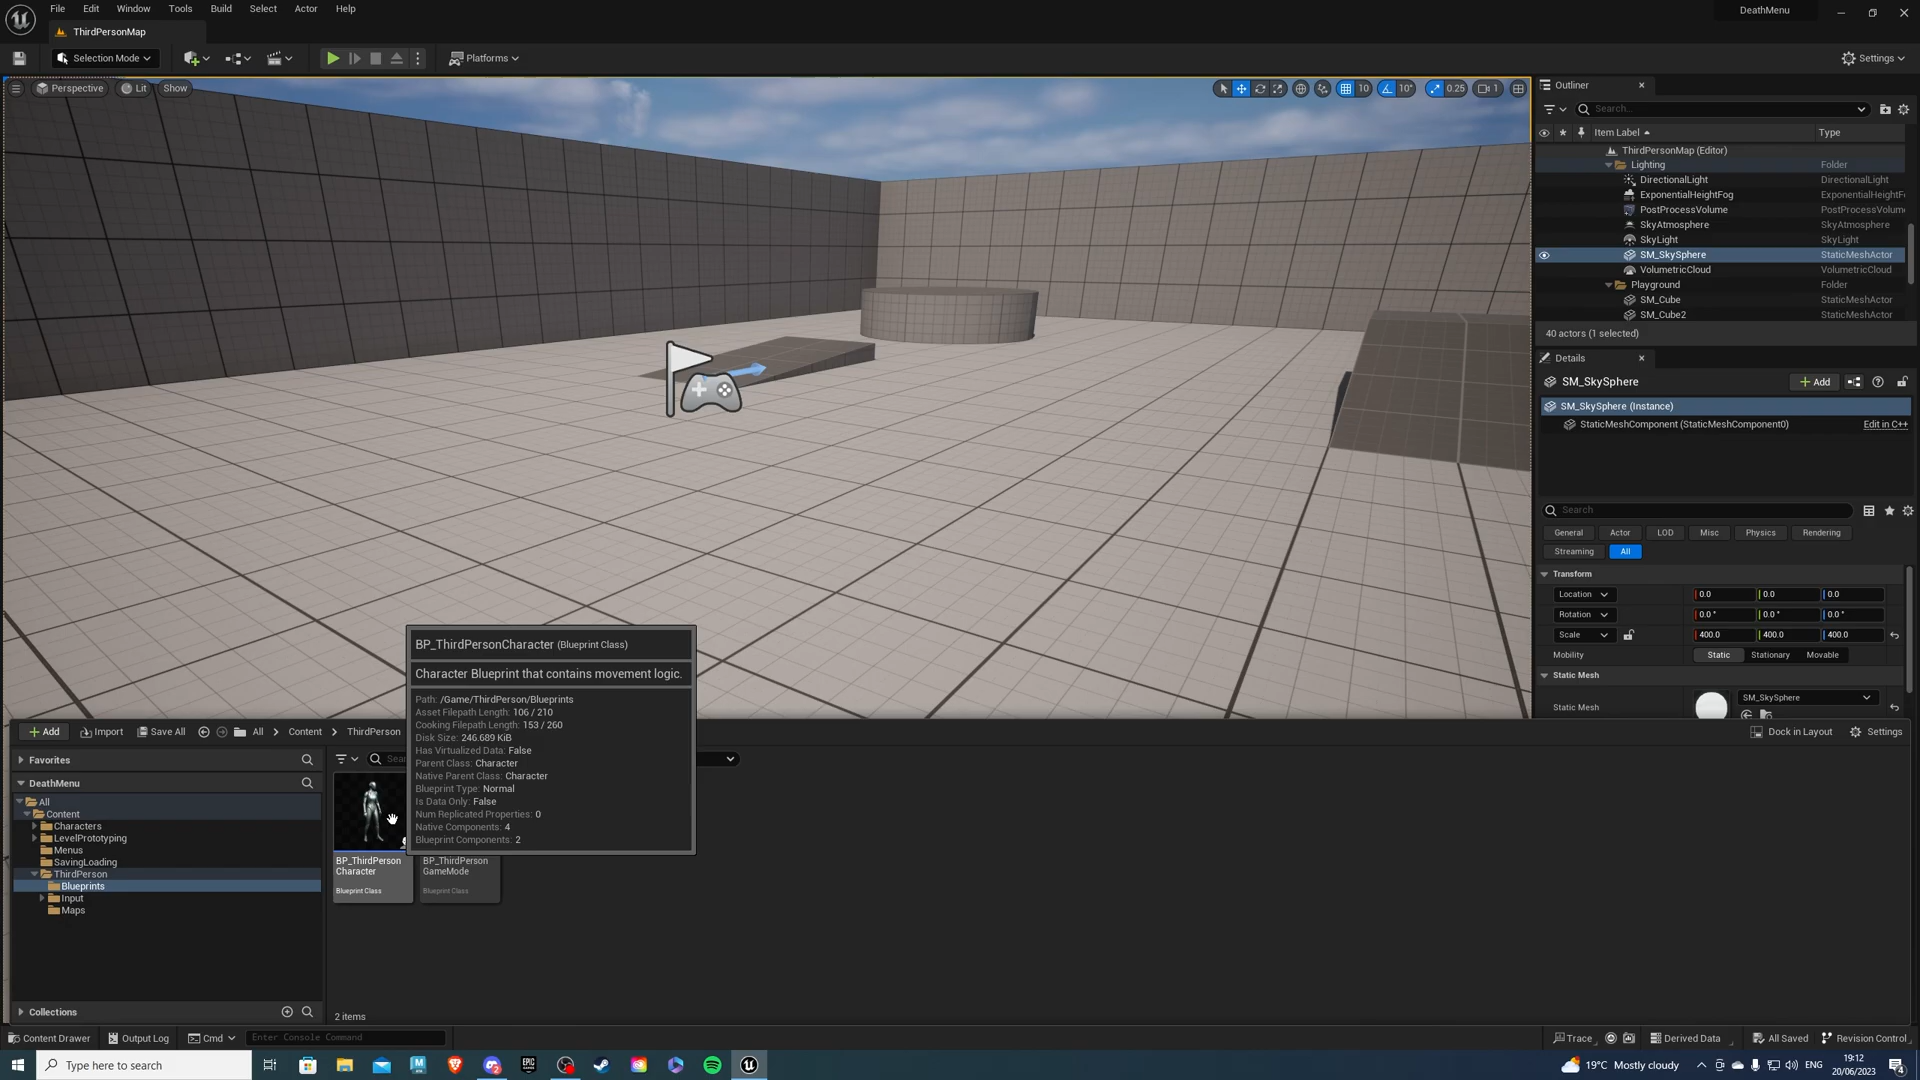 File Edit Window Tools Build Select Actor Help
DeathMenu
ThirdPersonMap
Selection Mode
Platforms
Settings
Perspective Lit Show
10 10° 0.25 1
Outliner
Search...
Item Label Type
ThirdPersonMap (Editor)
Lighting Folder
DirectionalLight DirectionalLight
ExponentialHeightFog ExponentialHeightF
PostProcessVolume PostProcessVolum
SkyAtmosphere SkyAtmosphere
SkyLight SkyLight
SM_SkySphere StaticMeshActor
VolumetricCloud VolumetricCloud
Playground Folder
SM_Cube StaticMeshActor
SM_Cube2 StaticMeshActor
40 actors (1 selected)
Details
SM_SkySphere
Add
SM_SkySphere (Instance)
StaticMeshComponent (StaticMeshComponent0) Edit in C++
Search
General Actor LOD Misc Physics Rendering
Streaming All
Transform
Location 0.0 0.0 0.0
Rotation 0.0 ° 0.0 ° 0.0 °
Scale 400.0 400.0 400.0
Mobility Static Stationary Movable
Static Mesh
Static Mesh SM_SkySphere
BP_ThirdPersonCharacter (Blueprint Class)
Character Blueprint that contains movement logic.
Path: /Game/ThirdPerson/Blueprints
Asset Filepath Length: 106 / 210
Cooking Filepath Length: 153 / 260
Disk Size: 246.689 KiB
Has Virtualized Data: False
Parent Class: Character
Native Parent Class: Character
Blueprint Type: Normal
Is Data Only: False
Num Replicated Properties: 0
Native Components: 4
Blueprint Components: 2
Add Import Save All All Content ThirdPerson
Dock in Layout Settings
Favorites
Sear
DeathMenu
All
Content
Characters
LevelPrototyping
Menus
SavingLoading
ThirdPerson
Blueprints
Input
Maps
BP_ThirdPerson
Character
Blueprint Class
BP_ThirdPerson
GameMode
Blueprint Class
Collections
2 items
Content Drawer Output Log Cmd Enter Console Command
Trace Derived Data All Saved Revision Control
Type here to search
19°C Mostly cloudy ENG
19:12
20/06/2023
4